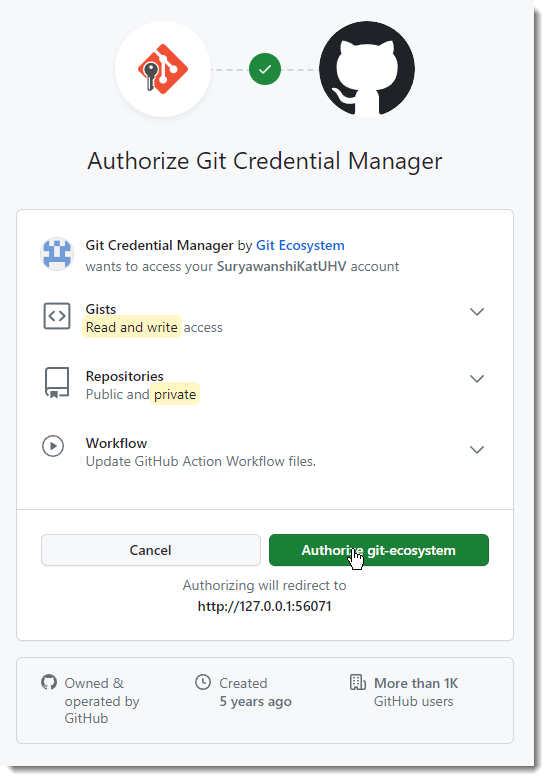 Authorize Git Credential Manager
Git Credential Manager by Git Ecosystem
wants to access your SuryawanshiKatUHV account
Gists
Read and write access
Repositories
Public and private
Workflow
Update GitHub Action Workflow files.
Cancel
Authorize git-ecosystem
Authorizing will redirect to
http://127.0.0.1:56071
Owned &
operated by
GitHub
Created
5 years ago
More than 1K
GitHub users